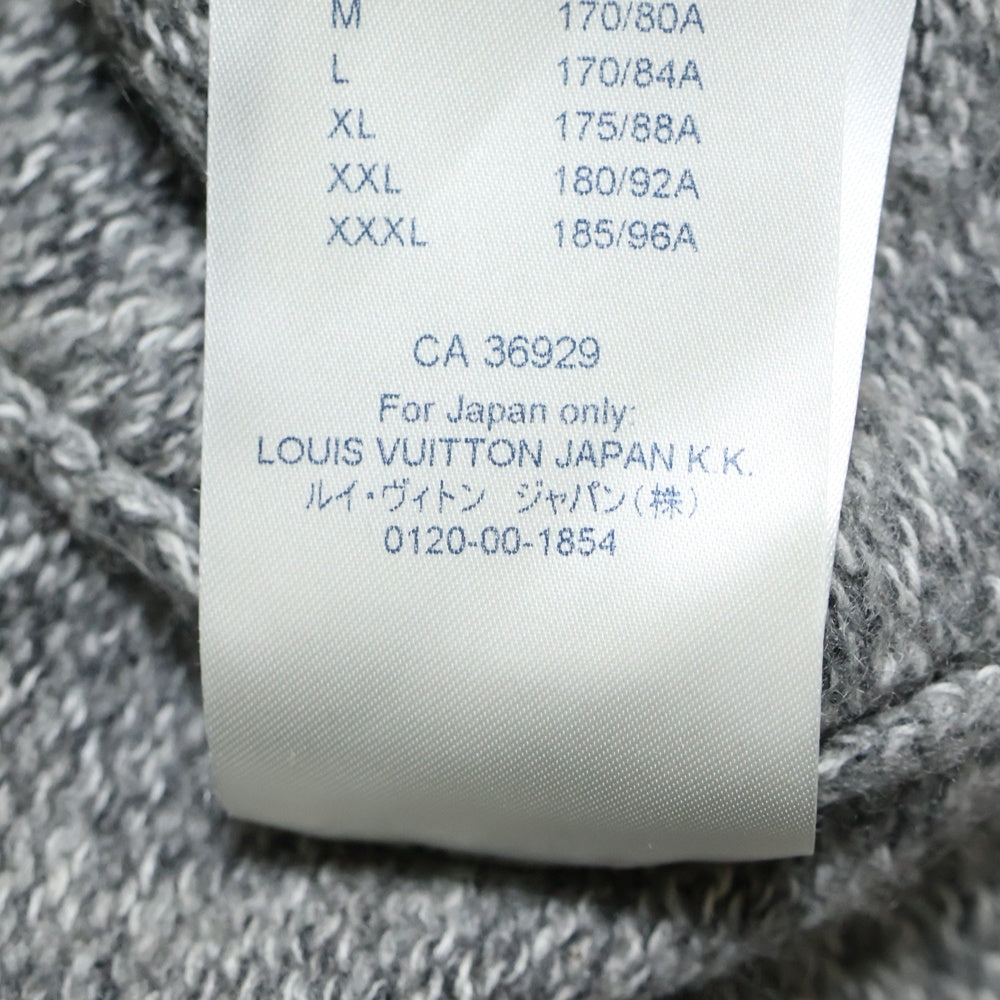 M 170/80A
L 170/84A
XL 175/88A
XXL 180/92A
XXXL 185/96A
CA 36929
For Japan only:
LOUIS VUITTON JAPAN K.K.
ルイ・ヴィトン ジャパン(株)
0120-00-1854